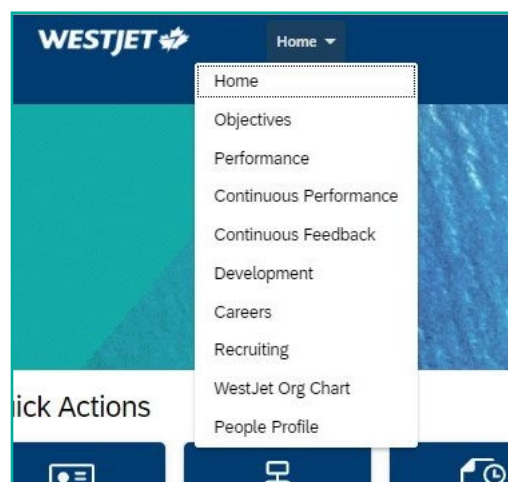 WESTJET
Home
Home
Objectives
Performance
Continuous Performance
Continuous Feedback
Development
Careers
Recruiting
WestJet Org Chart
People Profile
ick Actions